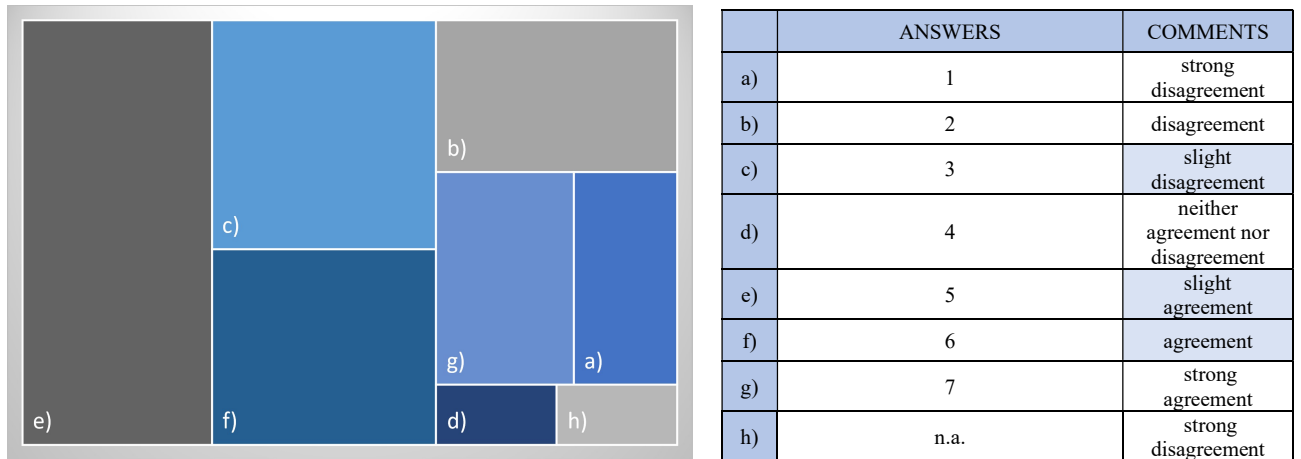 b)
c)
g)
a)
e)
f)
d)
h)
ANSWERS COMMENTS
a) 1 strong
disagreement
b) 2 disagreement
c) 3 slight
disagreement
d) 4 neither
agreement nor
disagreement
e) 5 slight
agreement
f) 6 agreement
g) 7 strong
agreement
h) n.a. strong
disagreement